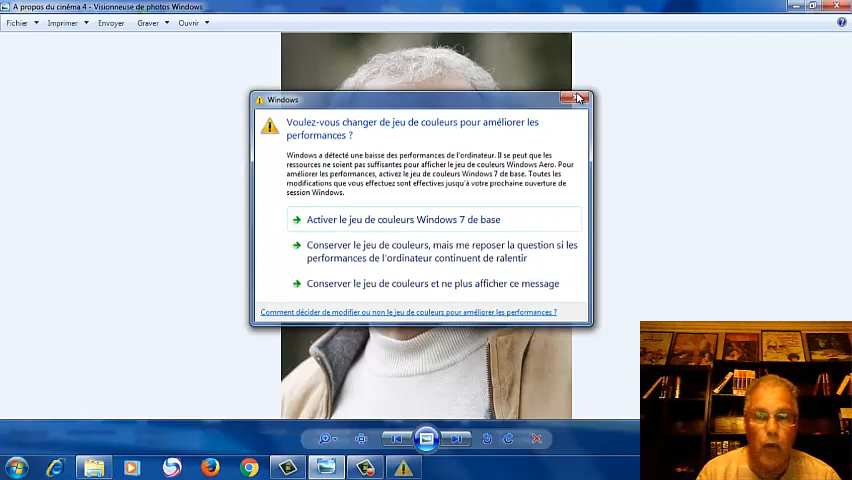 A propos du cinéma 4 - Visionneuse de photos Windows
Fichier Imprimer Envoyer Graver Ouvrir
Windows
Voulez-vous changer de jeu de couleurs pour améliorer les
performances ?
Windows a détecté une baisse des performances de l'ordinateur. Il se peut que les
ressources ne soient pas suffisantes pour afficher le jeu de couleurs Windows Aero. Pour
améliorer les performances, activez le jeu de couleurs Windows 7 de base. Toutes les
modifications que vous effectuez sont effectives jusqu'à votre prochaine ouverture de
session Windows.
Activer le jeu de couleurs Windows 7 de base
Conserver le jeu de couleurs, mais me reposer la question si les
performances de l'ordinateur continuent de ralentir
Conserver le jeu de couleurs et ne plus afficher ce message
Comment décider de modifier ou non le jeu de couleurs pour améliorer les performances ?